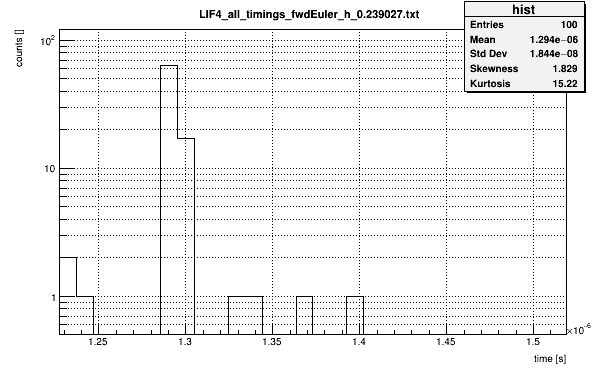 LIF4_all_timings_fwdEuler_h_0.239027.txt
hist
Entries 100
Mean 1.294e−06
Std Dev 1.844e−08
Skewness 1.829
Kurtosis 15.22
counts []
10²
10
1
1.25 1.3 1.35 1.4 1.45 1.5
×10⁻⁶
time [s]